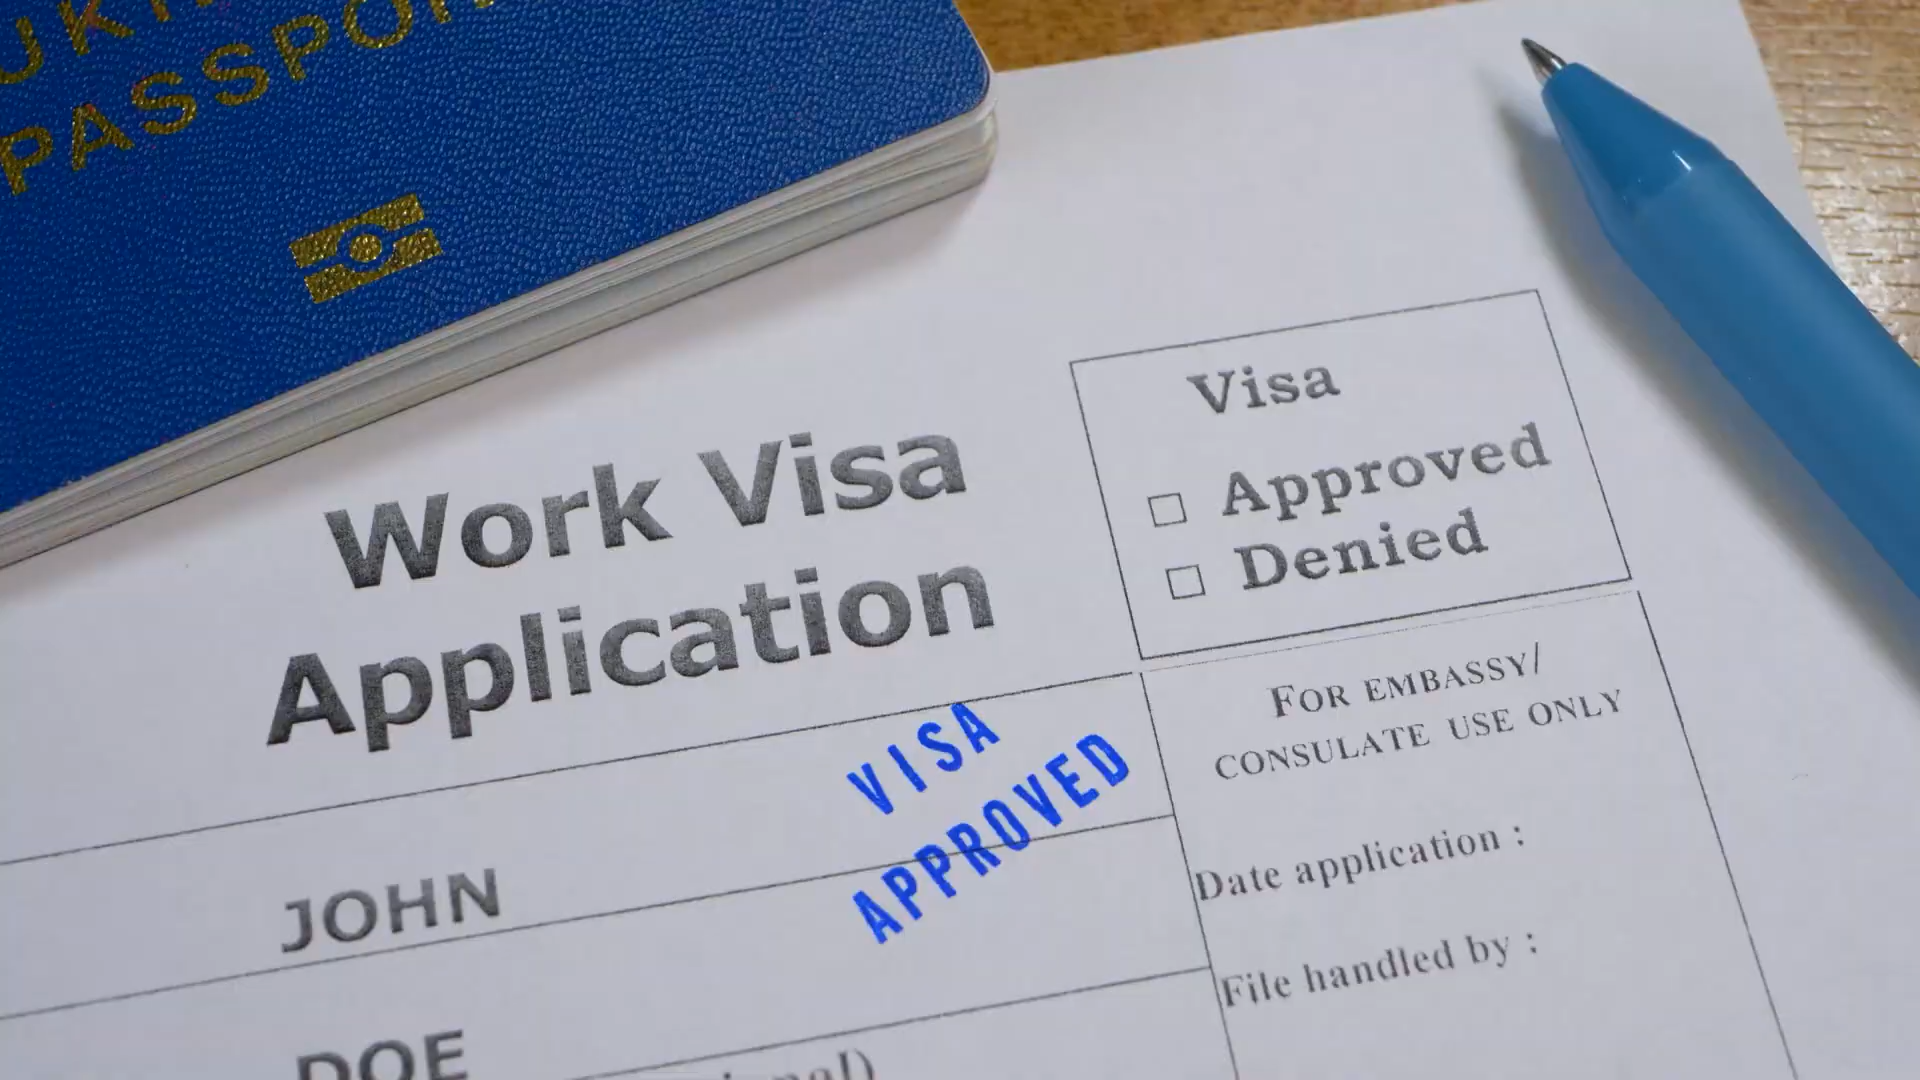 PASSPO
Work Visa
Application
Visa
☐ Approved
☐ Denied
FOR EMBASSY/
CONSULATE USE ONLY
VISA
APPROVED
Date application :
File handled by :
JOHN
DOE